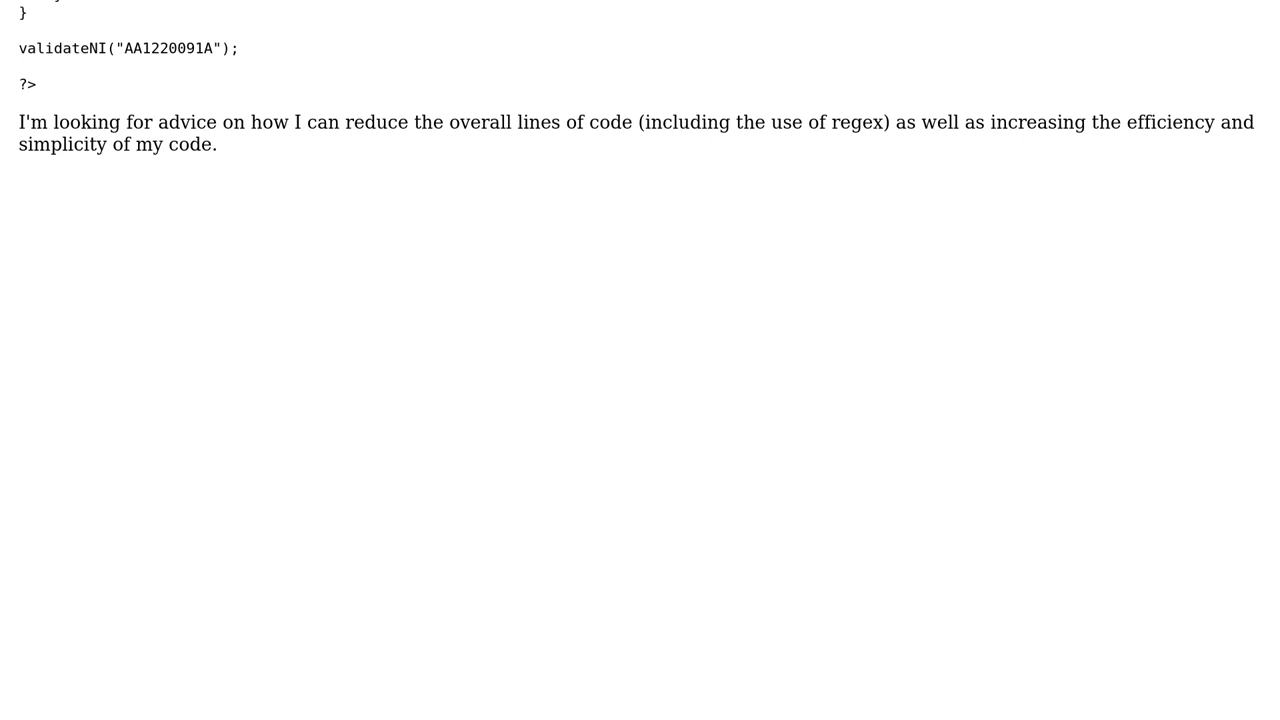 }
validateNI("AA1220091A");
?>
I'm looking for advice on how I can reduce the overall lines of code (including the use of regex) as well as increasing the efficiency and
simplicity of my code.